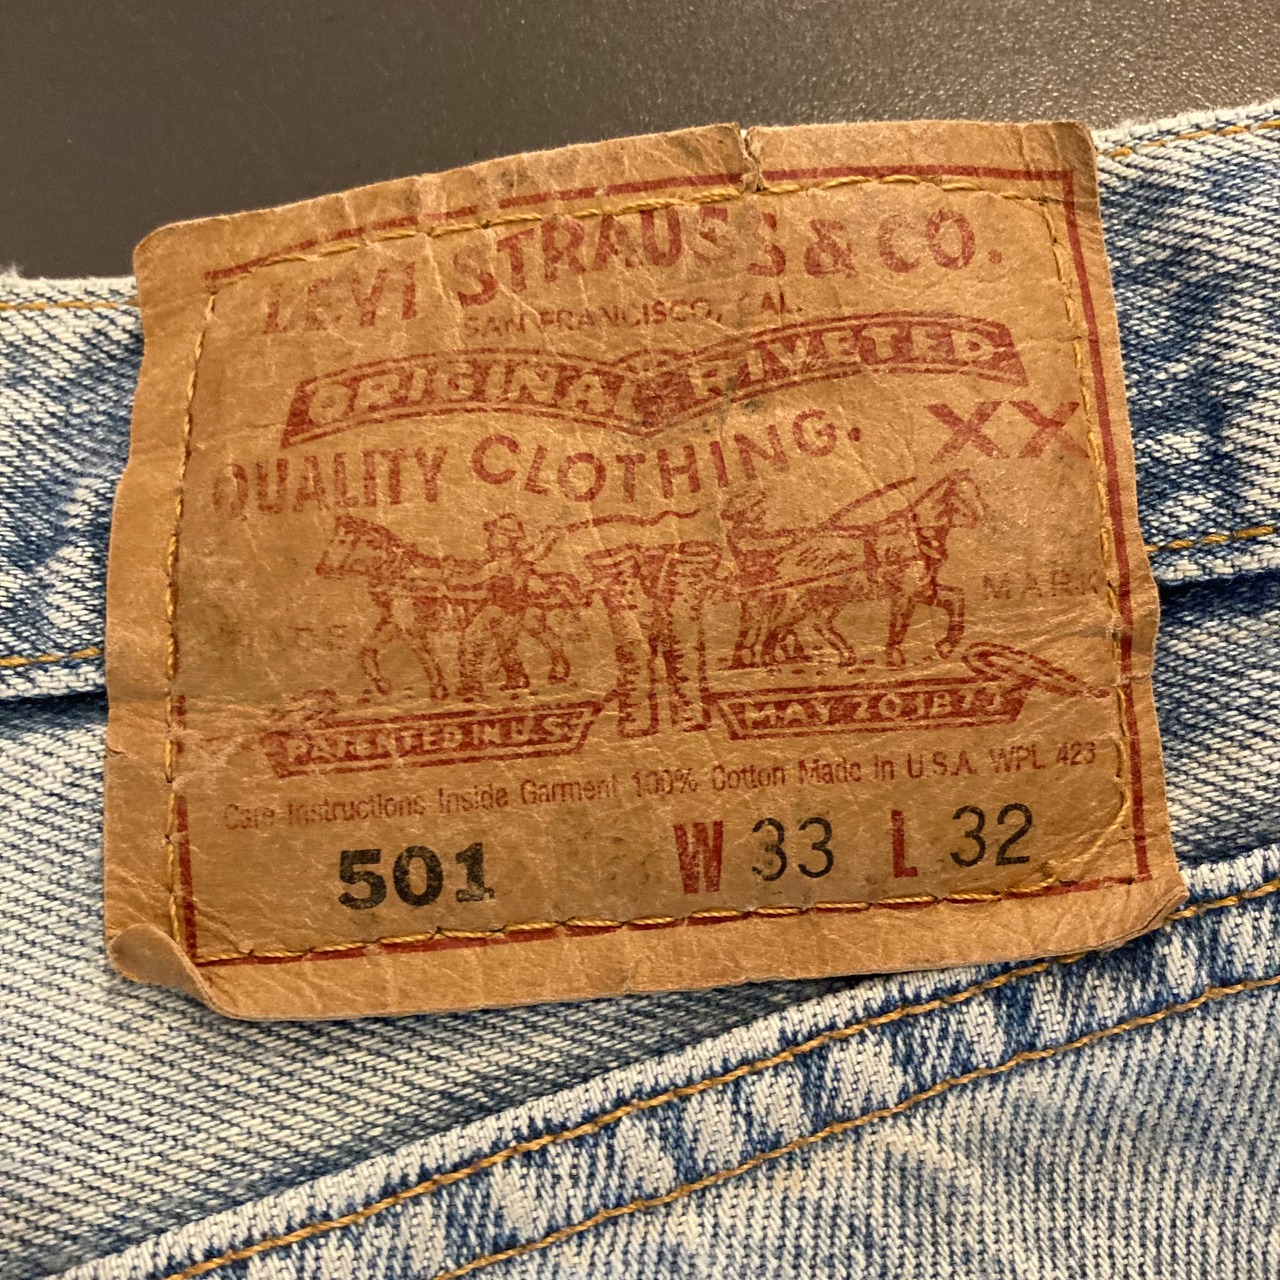 LEVI STRAUSS & CO.
SAN FRANCISCO, CAL.
ORIGINAL RIVETED
QUALITY CLOTHING. XX
TRADE MARK
PATENTED IN U.S. MAY 20 1873
Care Instructions Inside Garment 100% Cotton Made in U.S.A. WPL 423
501 W 33 L 32